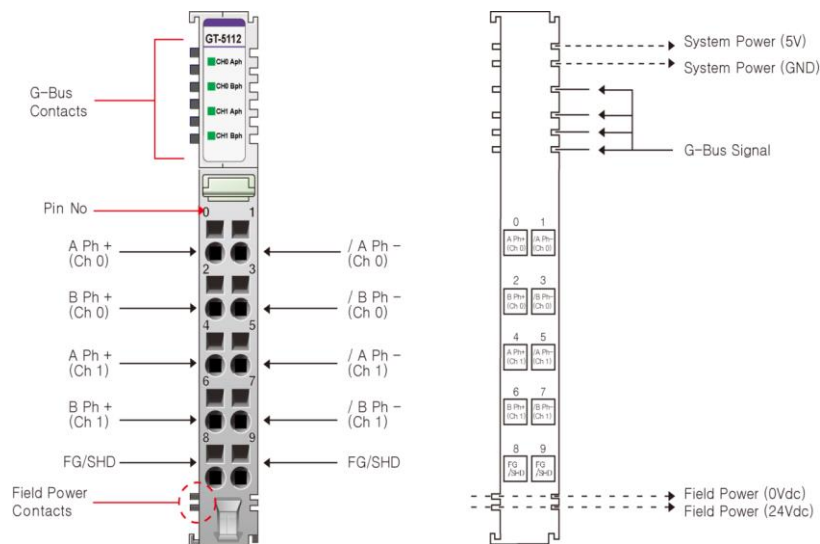 GT-5112
CH0 Aph
CH0 Bph
CH1 Aph
CH1 Bph
G-Bus
Contacts
Pin No
0 1
A Ph +
(Ch 0)
/ A Ph -
(Ch 0)
2 3
B Ph +
(Ch 0)
/ B Ph -
(Ch 0)
4 5
A Ph +
(Ch 1)
/ A Ph -
(Ch 1)
6 7
B Ph +
(Ch 1)
/ B Ph -
(Ch 1)
8 9
FG/SHD
FG/SHD
Field Power
Contacts
System Power (5V)
System Power (GND)
G-Bus Signal
0 1
A Ph+ /A Ph-
(Ch 0) (Ch 0)
2 3
B Ph+ /B Ph-
(Ch 0) (Ch 0)
4 5
A Ph+ /A Ph-
(Ch 1) (Ch 1)
6 7
B Ph+ /B Ph-
(Ch 1) (Ch 1)
8 9
FG FG
/SHD /SHD
Field Power (0Vdc)
Field Power (24Vdc)